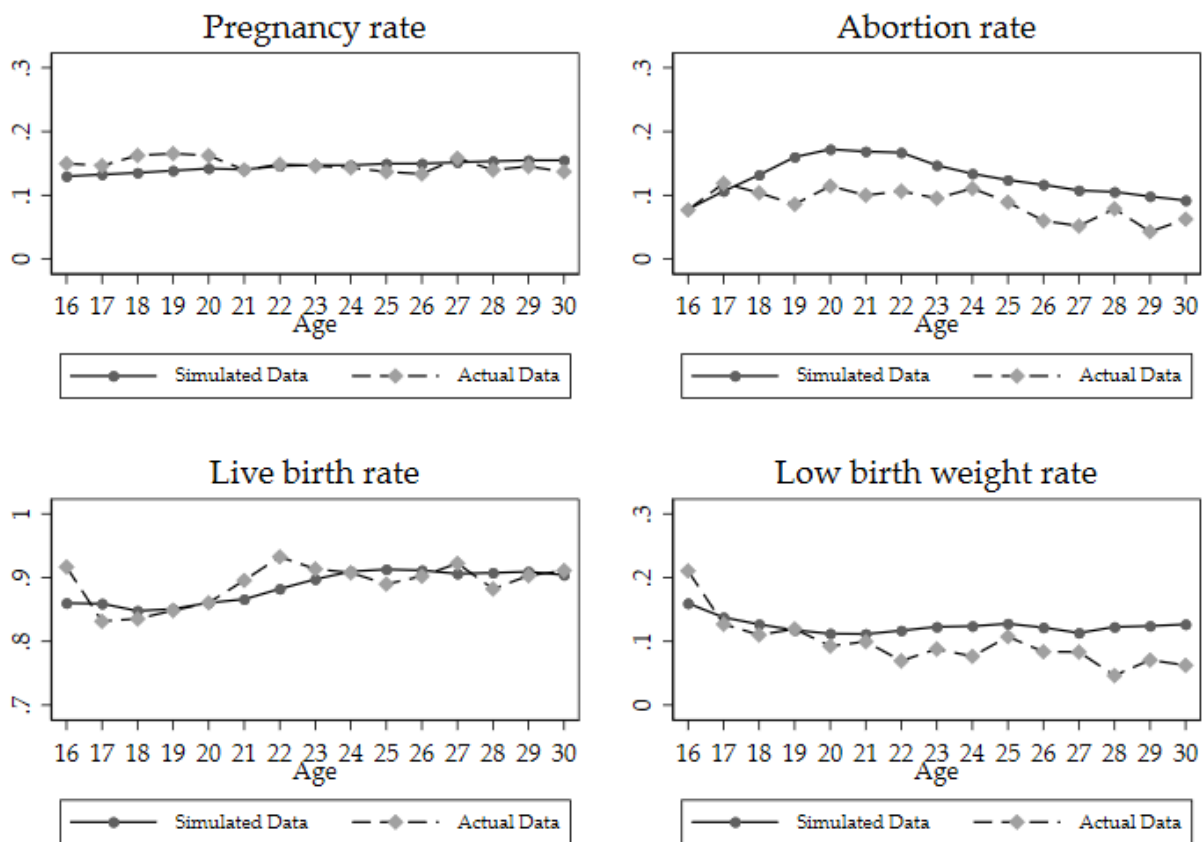 Pregnancy rate
.3
.2
.1
0
16 17 18 19 20 21 22 23 24 25 26 27 28 29 30
Age
Simulated Data
Actual Data
Abortion rate
.3
.2
.1
0
16 17 18 19 20 21 22 23 24 25 26 27 28 29 30
Age
Simulated Data
Actual Data
Live birth rate
1
.9
.8
.7
16 17 18 19 20 21 22 23 24 25 26 27 28 29 30
Age
Simulated Data
Actual Data
Low birth weight rate
.3
.2
.1
0
16 17 18 19 20 21 22 23 24 25 26 27 28 29 30
Age
Simulated Data
Actual Data